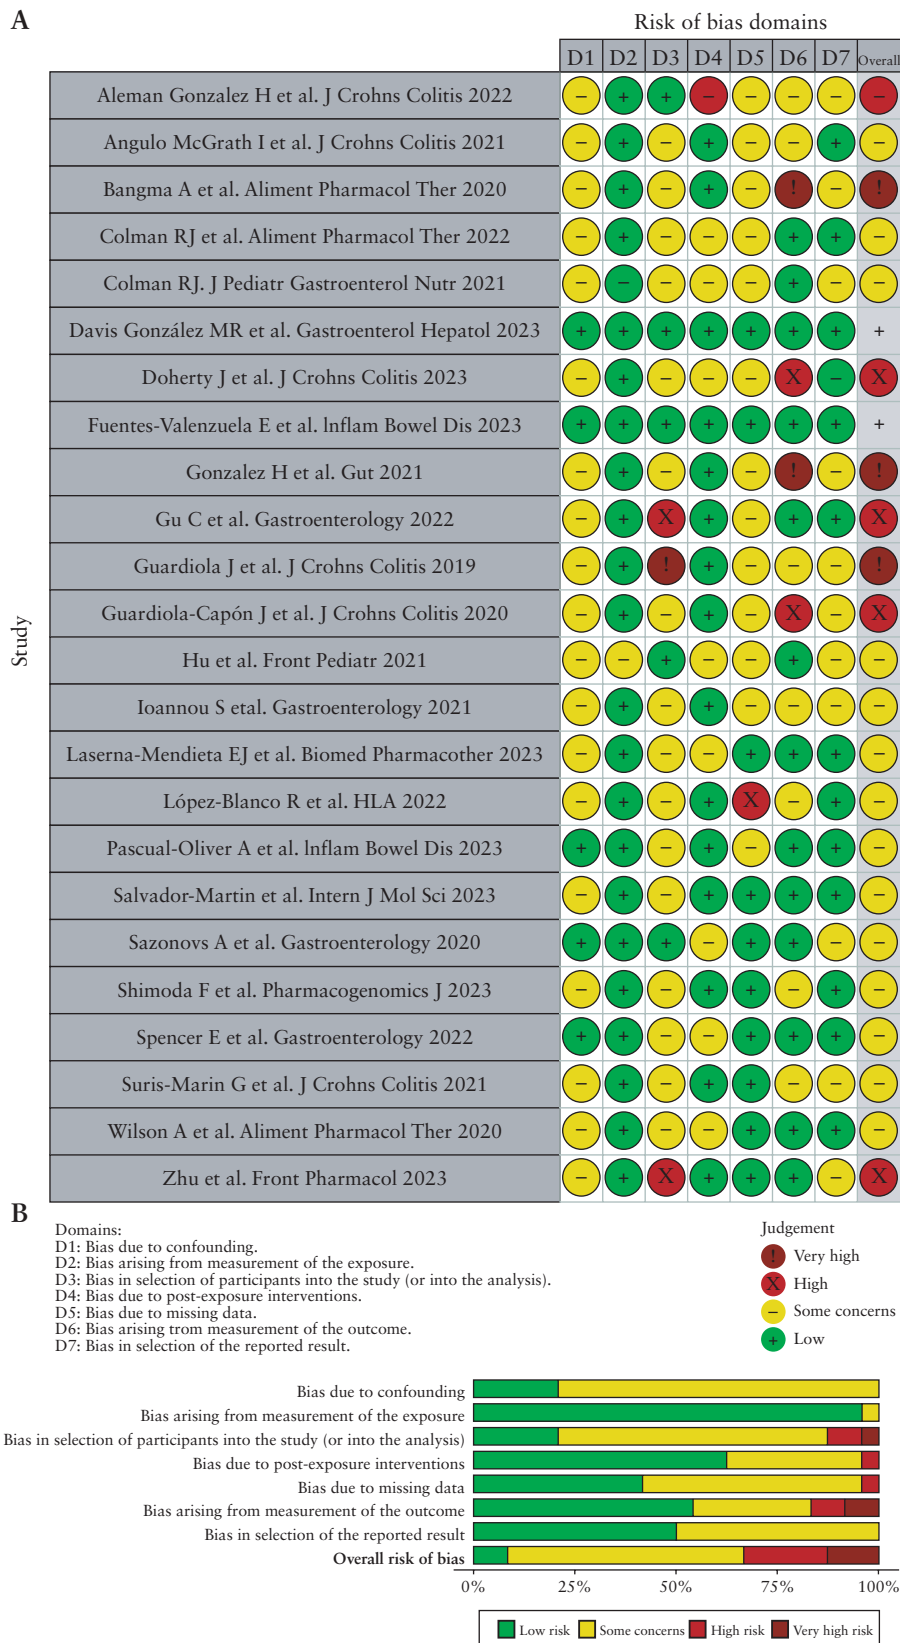 A
Risk of bias domains
D1 D2 D3 D4 D5 D6 D7 Overall
Study
Aleman Gonzalez H et al. J Crohns Colitis 2022 − + + − − − − −
Angulo McGrath I et al. J Crohns Colitis 2021 − + − + − − + −
Bangma A et al. Aliment Pharmacol Ther 2020 − + − + − ! − !
Colman RJ et al. Aliment Pharmacol Ther 2022 − + − − − + + −
Colman RJ. J Pediatr Gastroenterol Nutr 2021 − − − − − + − −
Davis González MR et al. Gastroenterol Hepatol 2023 + + + + + + + +
Doherty J et al. J Crohns Colitis 2023 − + − − − X − X
Fuentes-Valenzuela E et al. lnflam Bowel Dis 2023 + + + + + + + +
Gonzalez H et al. Gut 2021 − + − + − ! − !
Gu C et al. Gastroenterology 2022 − + X + − + + X
Guardiola J et al. J Crohns Colitis 2019 − + ! + − − − !
Guardiola-Capón J et al. J Crohns Colitis 2020 − + − + − X − X
Hu et al. Front Pediatr 2021 − − + − − + − −
Ioannou S etal. Gastroenterology 2021 − + − + − − − −
Laserna-Mendieta EJ et al. Biomed Pharmacother 2023 − + − − + + + −
López-Blanco R et al. HLA 2022 − + − + X − + −
Pascual-Oliver A et al. lnflam Bowel Dis 2023 + + − + − + + −
Salvador-Martin et al. Intern J Mol Sci 2023 − + − + + + + −
Sazonovs A et al. Gastroenterology 2020 + + + − + + − −
Shimoda F et al. Pharmacogenomics J 2023 − + − + + − + −
Spencer E et al. Gastroenterology 2022 + + − − + + + −
Suris-Marin G et al. J Crohns Colitis 2021 − + − + + − − −
Wilson A et al. Aliment Pharmacol Ther 2020 − + − − + + + −
Zhu et al. Front Pharmacol 2023 − + X + + + − X
B
Domains:
D1: Bias due to confounding.
D2: Bias arising from measurement of the exposure.
D3: Bias in selection of participants into the study (or into the analysis).
D4: Bias due to post-exposure interventions.
D5: Bias due to missing data.
D6: Bias arising trom measurement of the outcome.
D7: Bias in selection of the reported result.
Judgement
! Very high
X High
− Some concerns
+ Low
Bias due to confounding
Bias arising from measurement of the exposure
Bias in selection of participants into the study (or into the analysis)
Bias due to post-exposure interventions
Bias due to missing data
Bias arising from measurement of the outcome
Bias in selection of the reported result
Overall risk of bias
0% 25% 50% 75% 100%
Low risk Some concerns High risk Very high risk